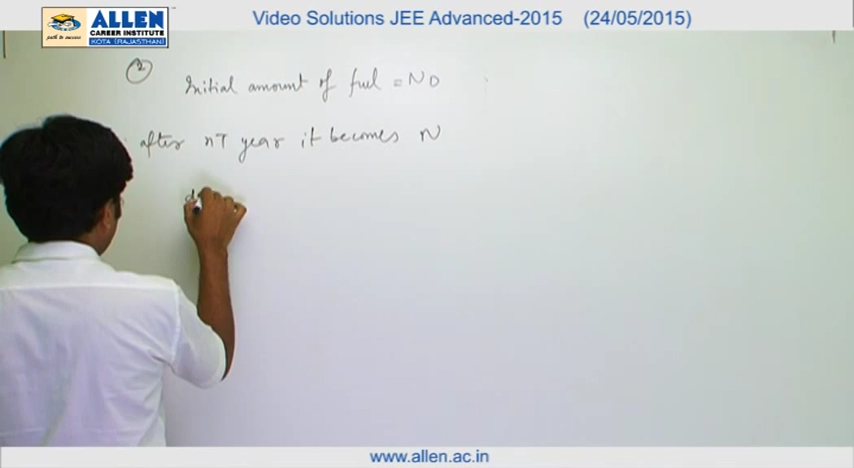 ALLEN
CAREER INSTITUTE
KOTA (RAJASTHAN)
path to success
Video Solutions JEE Advanced-2015 (24/05/2015)
2
Initial amount of fuel = N0
after nT year it becomes N
www.allen.ac.in